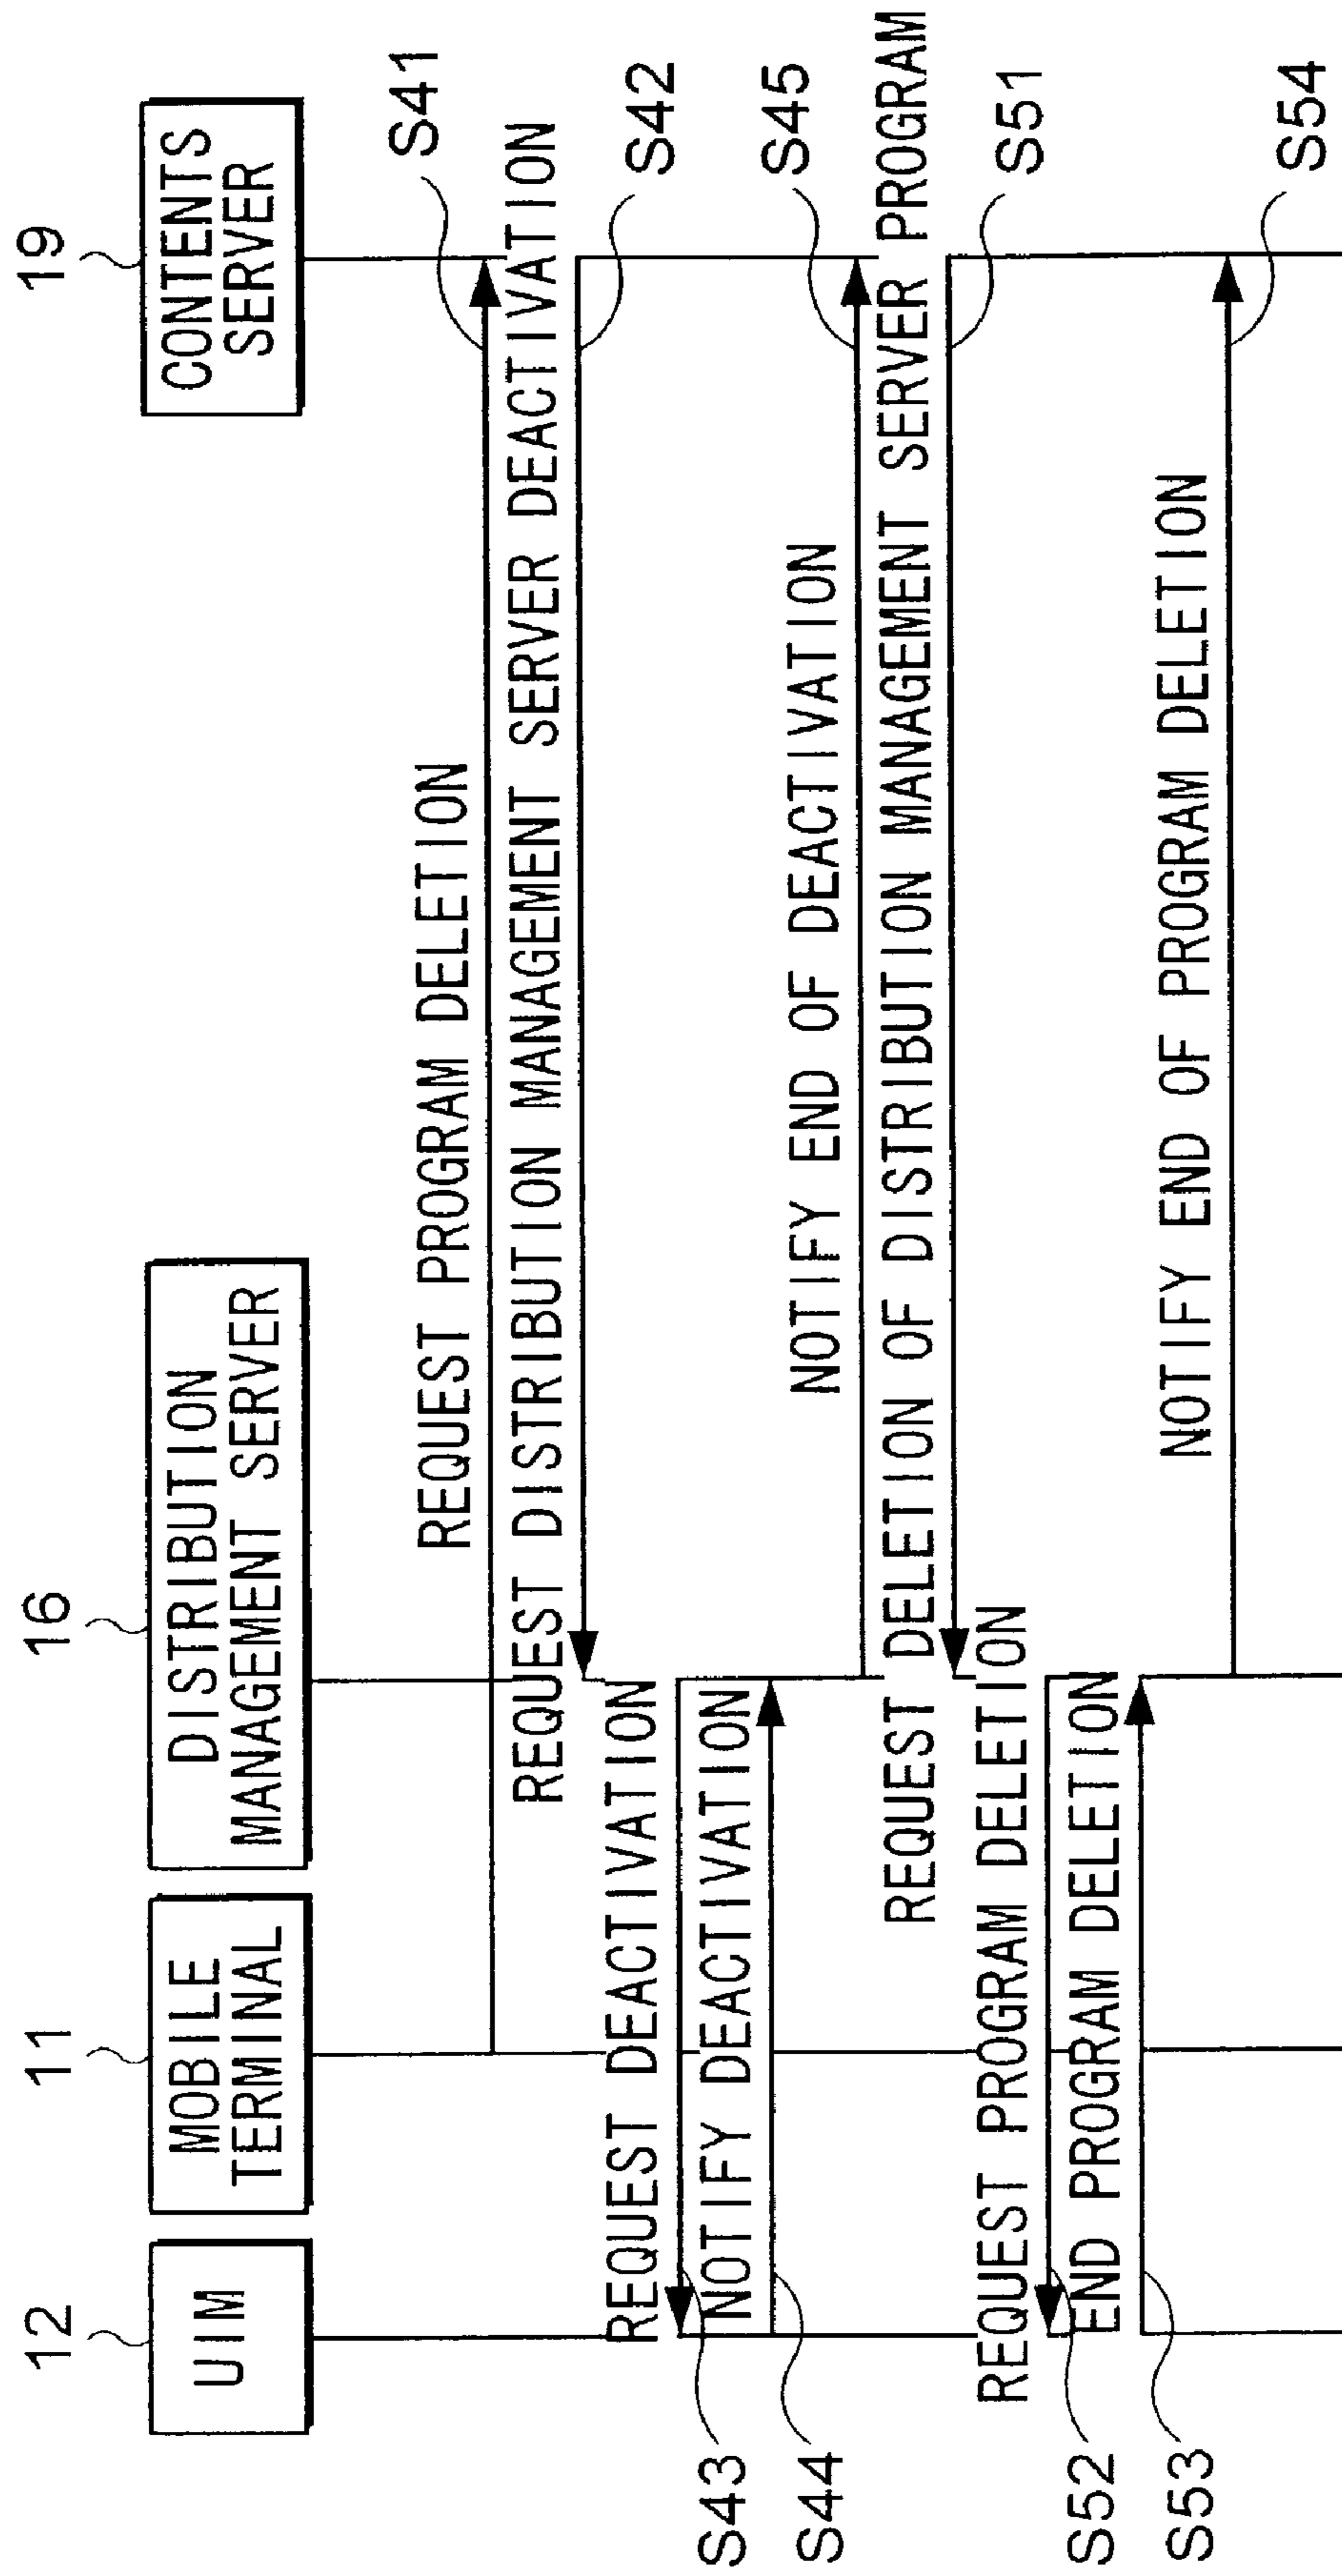 12
11
16
19
UIM
MOBILE
TERMINAL
DISTRIBUTION
MANAGEMENT SERVER
CONTENTS
SERVER
REQUEST PROGRAM DELETION
S41
REQUEST DISTRIBUTION MANAGEMENT SERVER DEACTIVATION
S42
REQUEST DEACTIVATION
S43
NOTIFY DEACTIVATION
S44
NOTIFY END OF DEACTIVATION
S45
REQUEST DELETION OF DISTRIBUTION MANAGEMENT SERVER PROGRAM
S51
REQUEST PROGRAM DELETION
S52
END PROGRAM DELETION
S53
NOTIFY END OF PROGRAM DELETION
S54